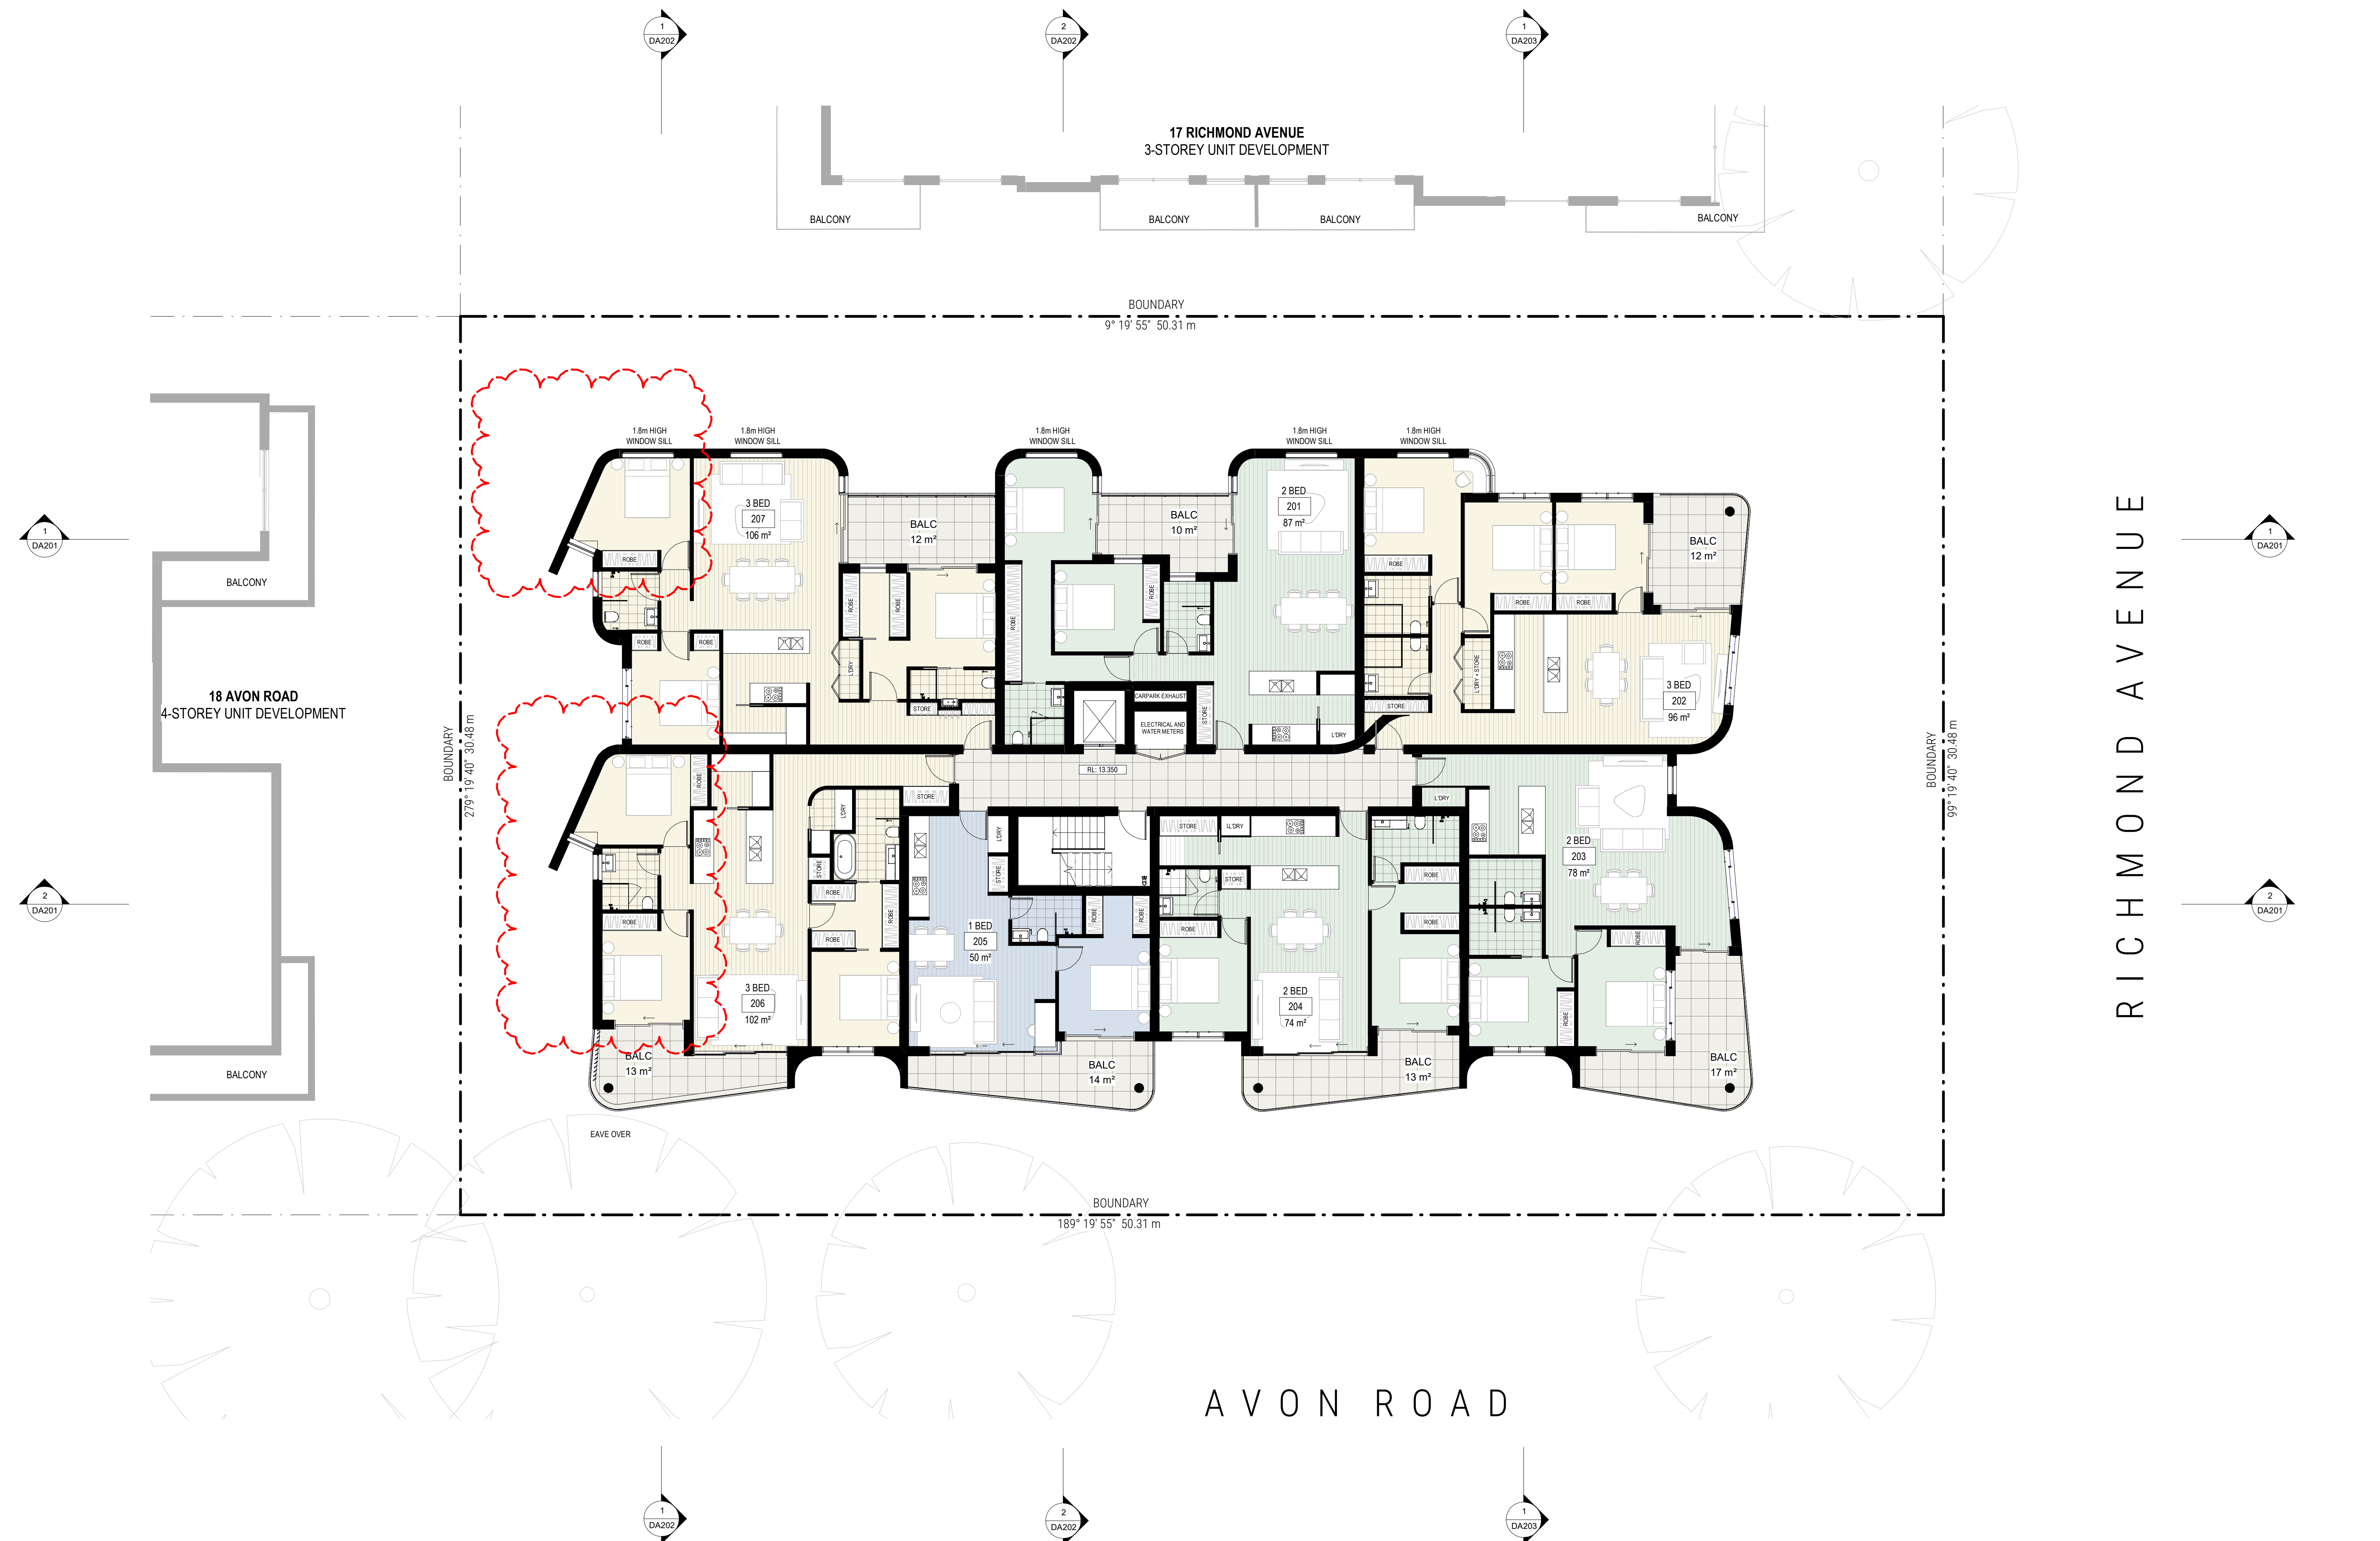 1
DA202
2
DA202
1
DA203
17 RICHMOND AVENUE
3-STOREY UNIT DEVELOPMENT
BALCONY
BALCONY
BALCONY
BALCONY
BOUNDARY
9° 19' 55" 50.31 m
1.8m HIGH
WINDOW SILL
1.8m HIGH
WINDOW SILL
1.8m HIGH
WINDOW SILL
1.8m HIGH
WINDOW SILL
1.8m HIGH
WINDOW SILL
3 BED
207
106 m²
BALC
12 m²
BALC
10 m²
2 BED
201
87 m²
BALC
12 m²
1
DA201
1
DA201
BALCONY
ROBE
ROBE
ROBE
ROBE
ROBE
ROBE
ROBE
ROBE
ROBE
ROBE
L'DRY
L'DRY + STORE
3 BED
202
96 m²
18 AVON ROAD
4-STOREY UNIT DEVELOPMENT
STORE
CARPARK EXHAUST
ELECTRICAL AND
WATER METERS
STORE
STORE
L'DRY
BOUNDARY
279° 19' 40" 30.48 m
BOUNDARY
99° 19' 40" 30.48 m
RICHMOND AVENUE
RL: 13.350
ROBE
STORE
L'DRY
L'DRY
L'DRY
STORE
LL'DRY
STORE
STORE
STORE
2 BED
203
78 m²
ROBE
ROBE
ROBE
ROBE
ROBE
ROBE
ROBE
ROBE
ROBE
ROBE
ROBE
ROBE
2
DA201
2
DA201
1 BED
205
50 m²
3 BED
206
102 m²
2 BED
204
74 m²
BALC
13 m²
BALC
14 m²
BALC
13 m²
BALC
17 m²
BALCONY
EAVE OVER
BOUNDARY
189° 19' 55" 50.31 m
AVON ROAD
1
DA202
2
DA202
1
DA203